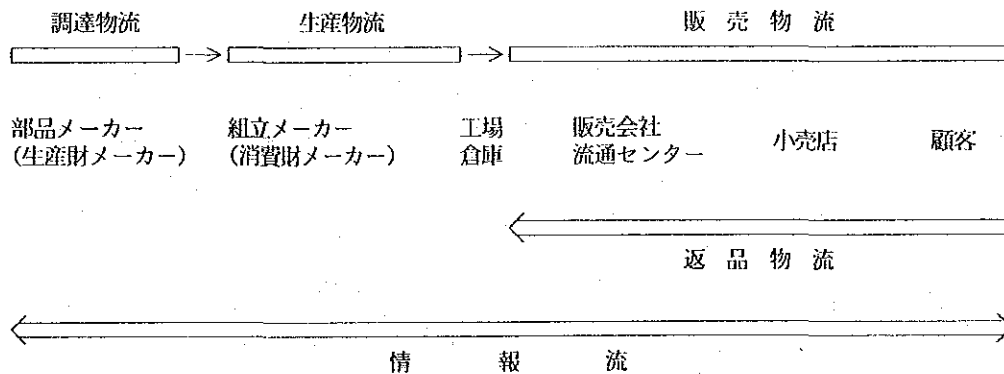 調達物流 生産物流 販売物流
部品メーカー 組立メーカー 工場 販売会社 小売店 顧客
(生産財メーカー) (消費財メーカー) 倉庫 流通センター
返品物流
情報流